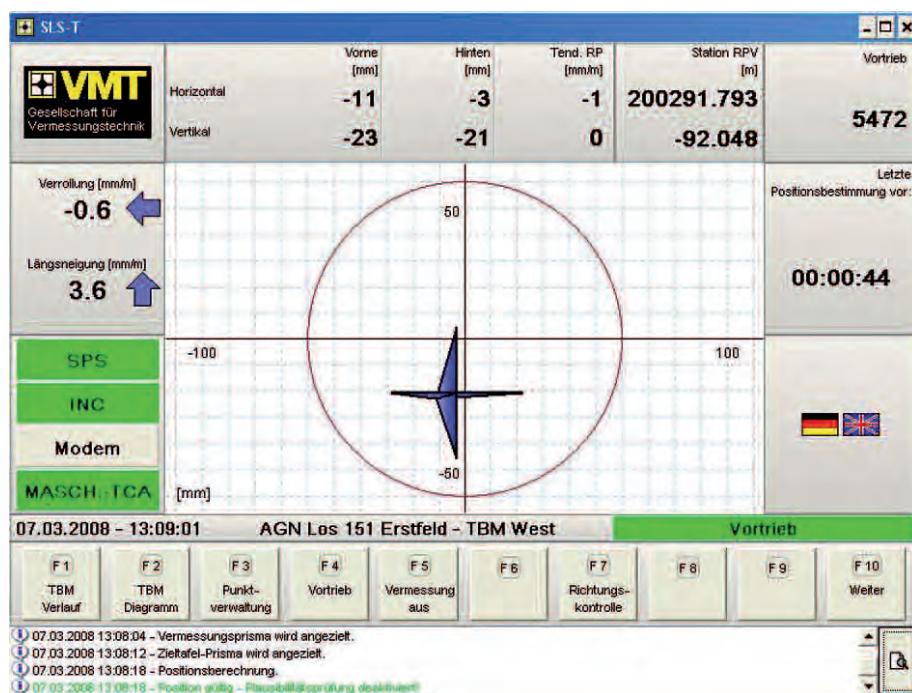 SLS-T
VMT
Gesellschaft für
Vermessungstechnik
Vorne
[mm]
Hinten
[mm]
Tend. RP
[mm/m]
Station RPV
[m]
Vortrieb
Horizontal
-11
-3
-1
200291.793
5472
Vertikal
-23
-21
0
-92.048
Verrollung [mm/m]
-0.6
Längsneigung [mm/m]
3.6
Letzte
Positionsbestimmung vor:
00:00:44
50
-100
100
-50
[mm]
SPS
INC
Modem
MASCH.-TCA
07.03.2008 - 13:09:01
AGN Los 151 Erstfeld - TBM West
Vortrieb
F1
TBM
Verlauf
F2
TBM
Diagramm
F3
Punkt-
verwaltung
F4
Vortrieb
F5
Vermessung
aus
F6
F7
Richtungs-
kontrolle
F8
F9
F10
Weiter
07.03.2008 13:08:04 - Vermessungsprisma wird angezielt.
07.03.2008 13:08:12 - Zieltafel-Prisma wird angezielt.
07.03.2008 13:08:18 - Positionsberechnung.
07.03.2008 13:08:18 - Position gültig - Plausibilitätsprüfung deaktiviert!